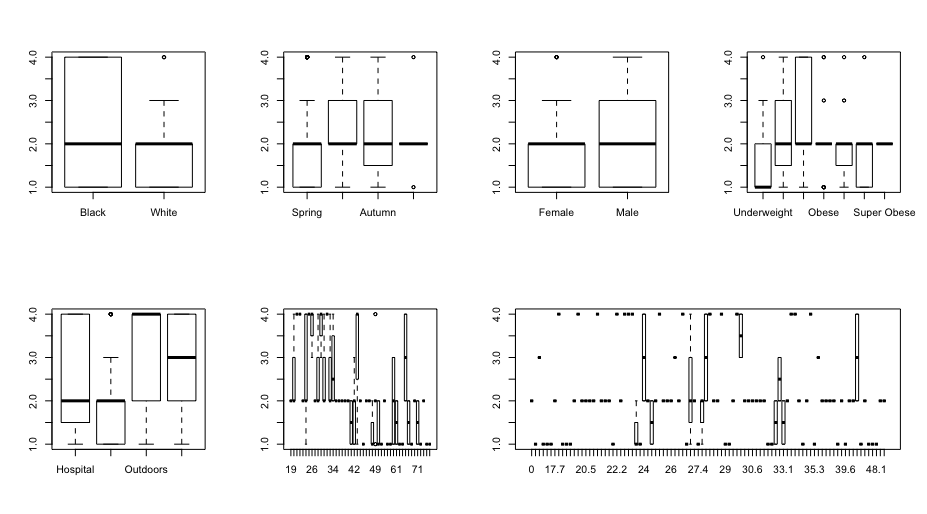 1.0 2.0 3.0 4.0
Black White
1.0 2.0 3.0 4.0
Spring Autumn
1.0 2.0 3.0 4.0
Female Male
1.0 2.0 3.0 4.0
Underweight Obese Super Obese
1.0 2.0 3.0 4.0
Hospital Outdoors
1.0 2.0 3.0 4.0
19 26 34 42 49 61 71
1.0 2.0 3.0 4.0
0 17.7 20.5 22.2 24 26 27.4 29 30.6 33.1 35.3 39.6 48.1